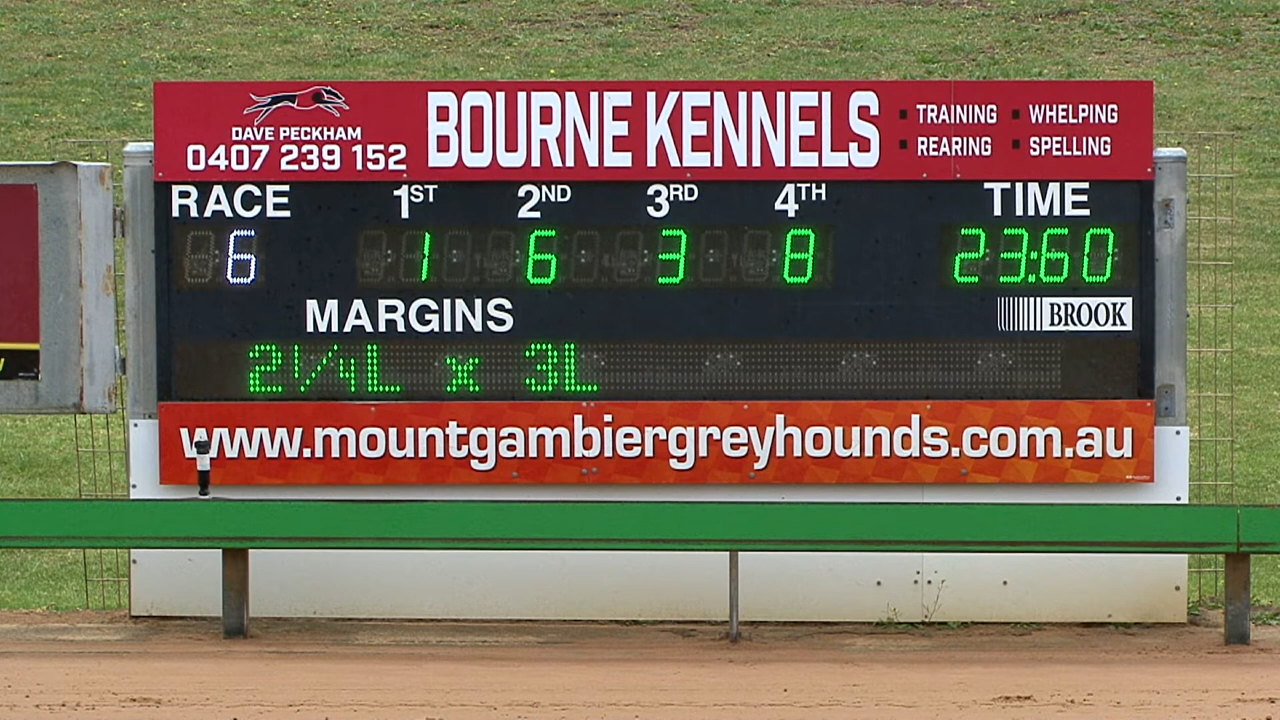 DAVE PECKHAM
0407 239 152
BOURNE KENNELS
TRAINING
WHELPING
REARING
SPELLING
RACE 1ST 2ND 3RD 4TH TIME
6 1 6 3 8 23:60
MARGINS
BROOK
2¼L x 3L
www.mountgambiergreyhounds.com.au